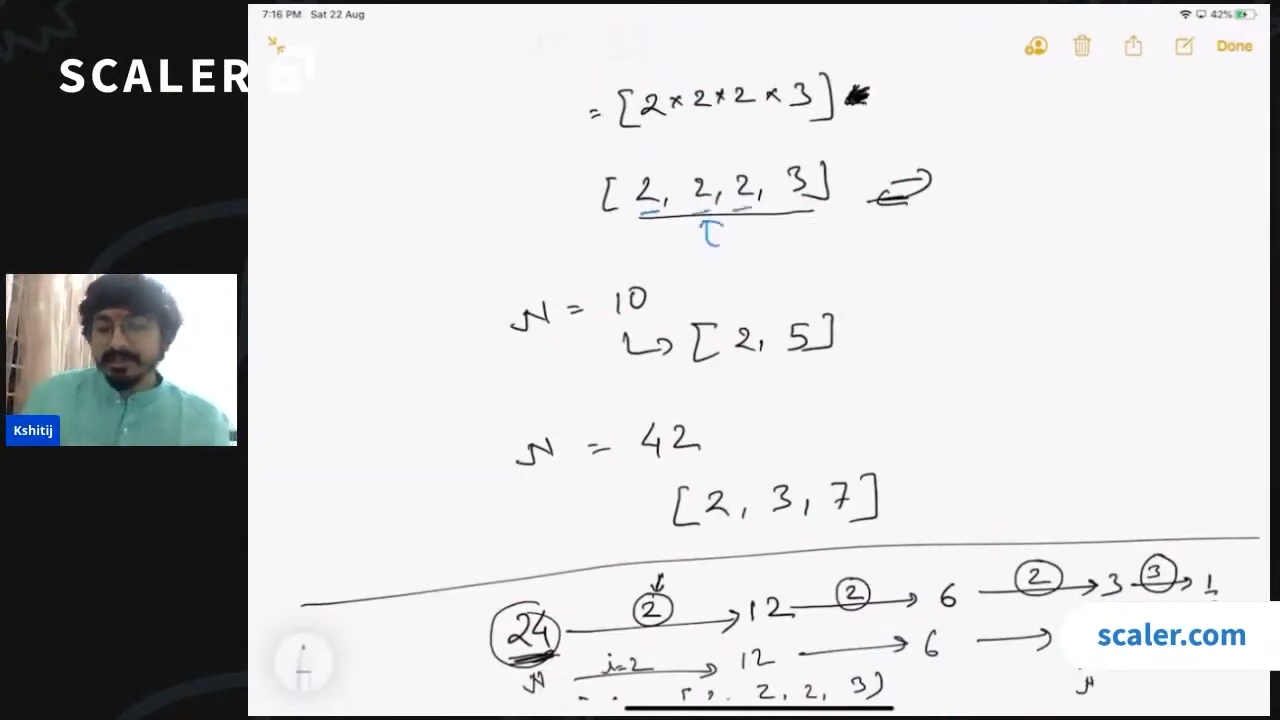 7:16 PM Sat 22 Aug
42%
Done
SCALER
= [2 × 2 × 2 × 3]
[2, 2, 2, 3]
N = 10
↳ [2, 5]
Kshitij
N = 42
[2, 3, 7]
24 —2→ 12 —2→ 6 —2→ 3 —3→ 1
N i=2 → 12 → 6 →
scaler.com
2, 2, 3)